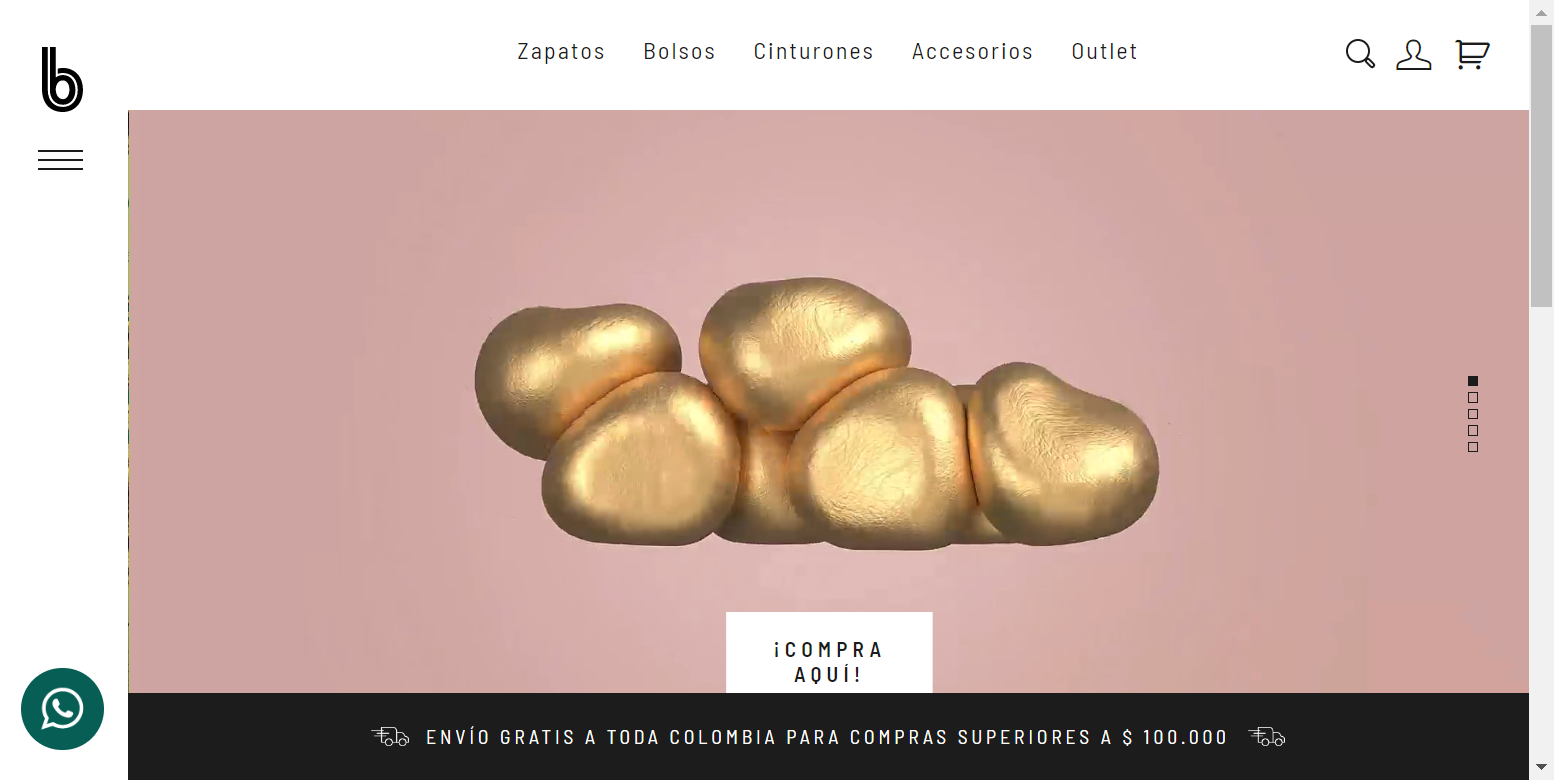 b
Zapatos Bolsos Cinturones Accesorios Outlet
¡COMPRA
AQUÍ!
ENVÍO GRATIS A TODA COLOMBIA PARA COMPRAS SUPERIORES A $ 100.000